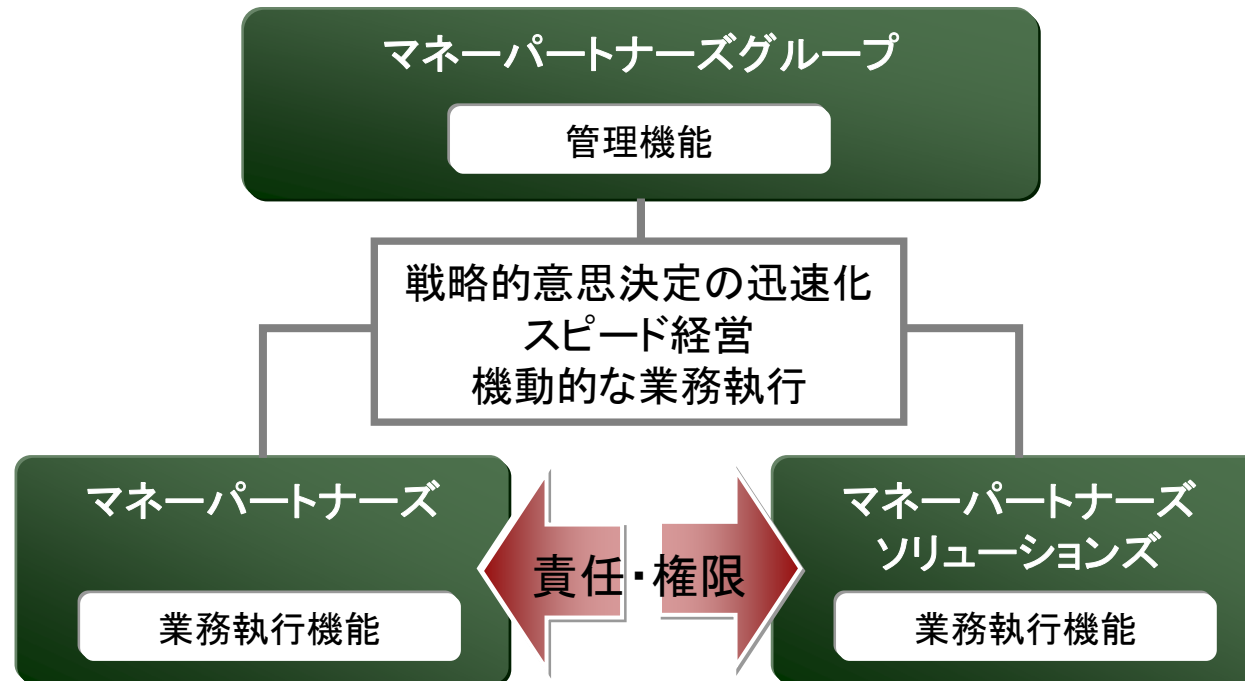 マネーパートナーズグループ
管理機能
戦略的意思決定の迅速化
スピード経営
機動的な業務執行
マネーパートナーズ
業務執行機能
責任・権限
マネーパートナーズ
ソリューションズ
業務執行機能